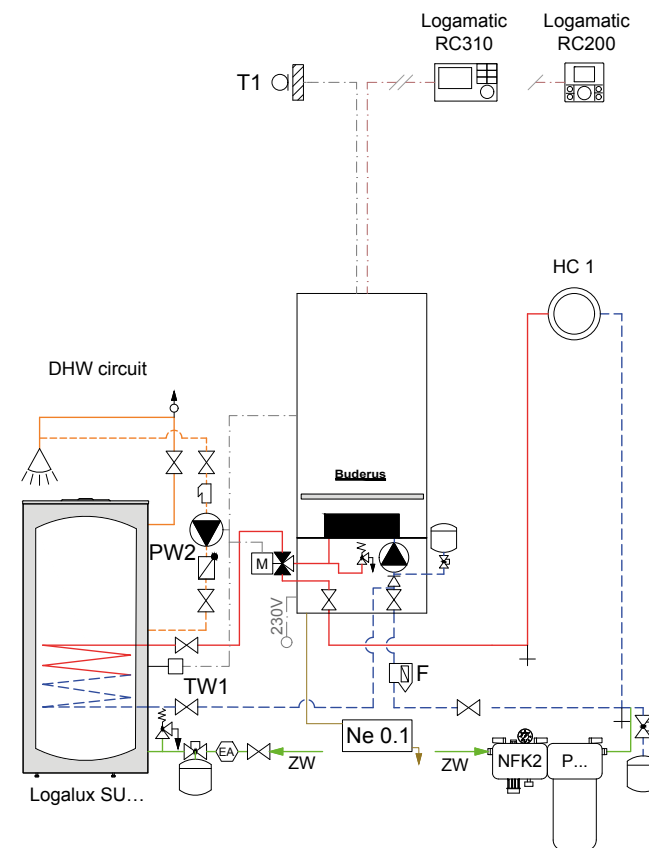 Logamatic
RC310
Logamatic
RC200
T1
HC 1
DHW circuit
Buderus
PW2
M
230V
F
TW1
Ne 0.1
EA
ZW
ZW
NFK2
P...
Logalux SU...